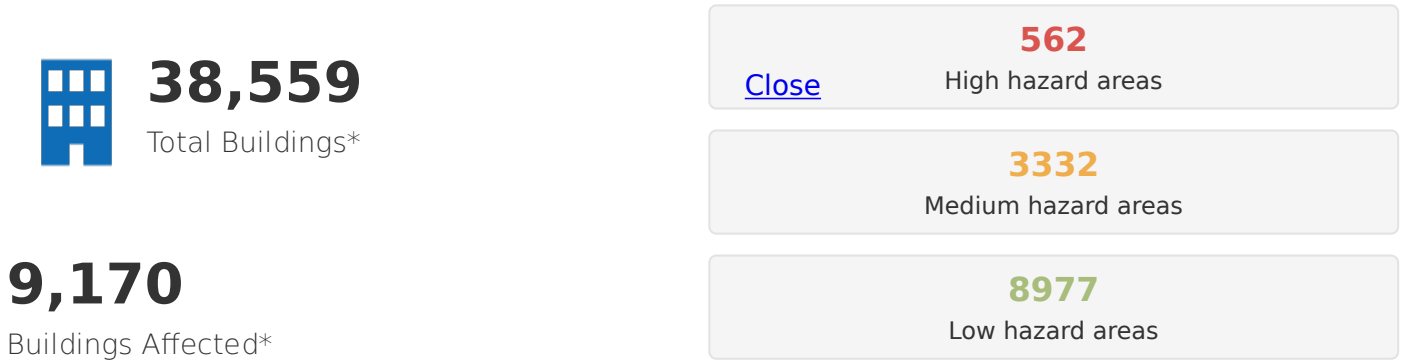 38,559
Total Buildings*
9,170
Buildings Affected*
562
Close
High hazard areas
3332
Medium hazard areas
8977
Low hazard areas